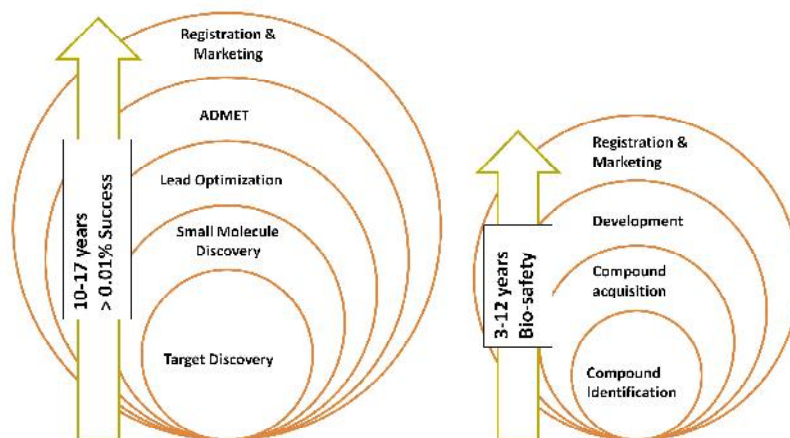 Registration &
Marketing
ADMET
Lead Optimization
Small Molecule
Discovery
Target Discovery
10-17 years
> 0.01% Success
Registration &
Marketing
Development
Compound
acquisition
Compound
Identification
3-12 years
Bio-safety